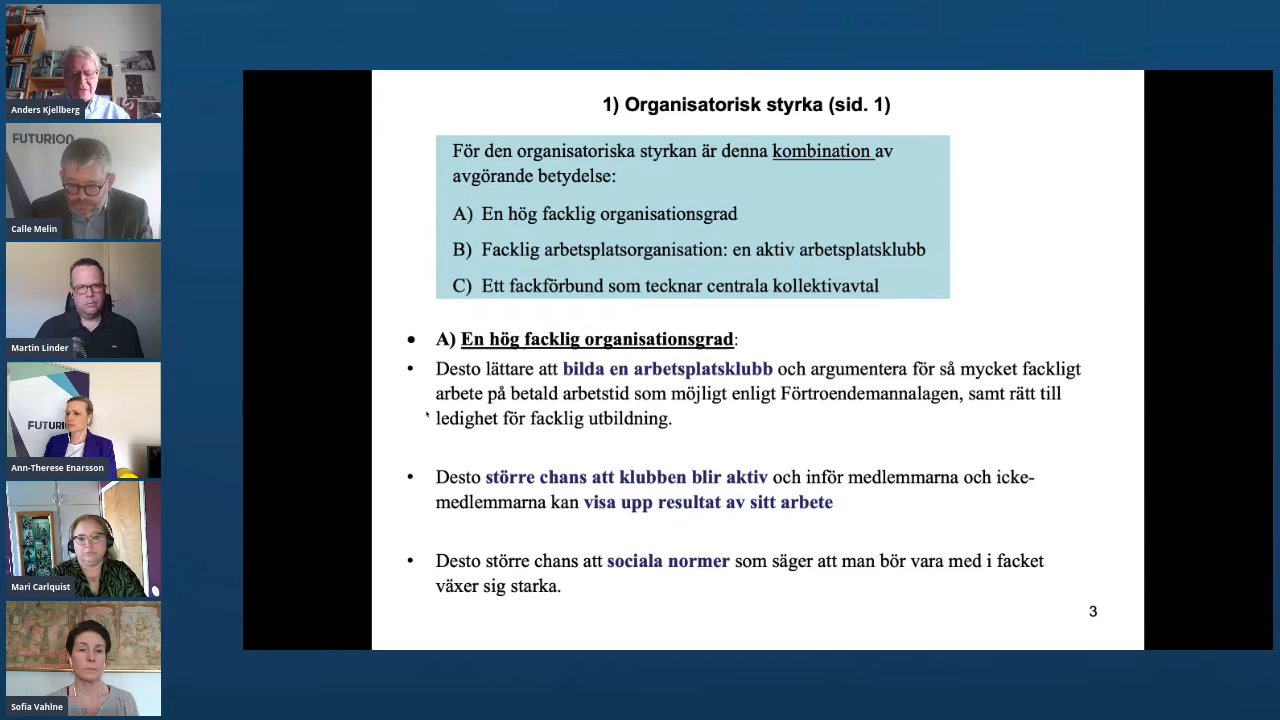 Anders Kjellberg
FUTURION
Calle Melin
Martin Linder
FUTURI
Ann-Therese Enarsson
Mari Carlquist
Sofia Vahlne
1) Organisatorisk styrka (sid. 1)
För den organisatoriska styrkan är denna kombination av
avgörande betydelse:
A) En hög facklig organisationsgrad
B) Facklig arbetsplatsorganisation: en aktiv arbetsplatsklubb
C) Ett fackförbund som tecknar centrala kollektivavtal
• A) En hög facklig organisationsgrad:
• Desto lättare att bilda en arbetsplatsklubb och argumentera för så mycket fackligt
arbete på betald arbetstid som möjligt enligt Förtroendemannalagen, samt rätt till
ledighet för facklig utbildning.
• Desto större chans att klubben blir aktiv och inför medlemmarna och icke-
medlemmarna kan visa upp resultat av sitt arbete
• Desto större chans att sociala normer som säger att man bör vara med i facket
växer sig starka.
3